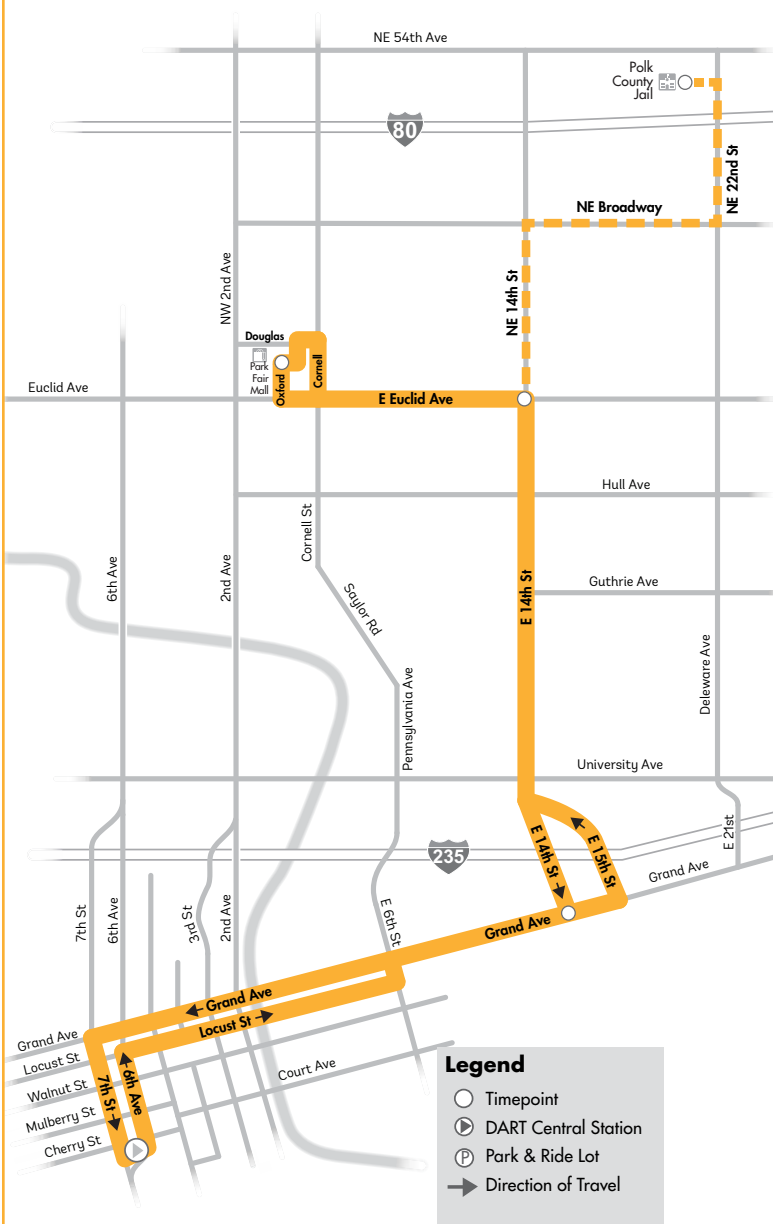 NE 54th Ave
Polk
County
Jail
80
NE 22nd St
NE Broadway
NW 2nd Ave
NE 14th St
Douglas
Park
Fair
Mall
Oxford
Cornell
Euclid Ave
E Euclid Ave
Hull Ave
Cornell St
6th Ave
2nd Ave
E 14th St
Guthrie Ave
Saylor Rd
Deleware Ave
Pennsylvania Ave
University Ave
E 14th St
E 15th St
E 21st
235
Grand Ave
7th St
6th Ave
3rd St
2nd Ave
E 6th St
Grand Ave
Grand Ave
Locust St
Grand Ave
Locust St
Walnut St
Mulberry St
Cherry St
7th St
6th Ave
Court Ave
Legend
Timepoint
DART Central Station
P Park & Ride Lot
Direction of Travel